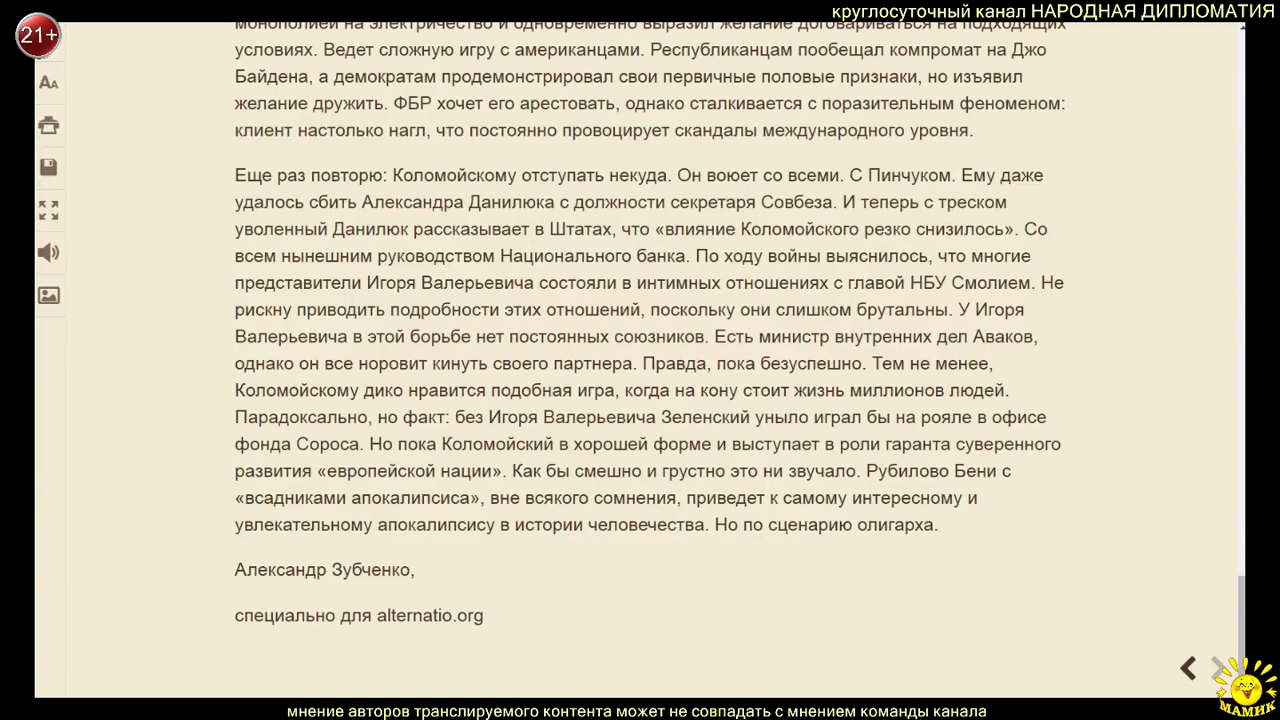 круглосуточный канал НАРОДНАЯ ДИПЛОМАТИЯ
21+
монополией на электричество и одновременно выразил желание договариваться на подходящих
условиях. Ведет сложную игру с американцами. Республиканцам пообещал компромат на Джо
Байдена, а демократам продемонстрировал свои первичные половые признаки, но изъявил
желание дружить. ФБР хочет его арестовать, однако сталкивается с поразительным феноменом:
клиент настолько нагл, что постоянно провоцирует скандалы международного уровня.
Еще раз повторю: Коломойскому отступать некуда. Он воюет со всеми. С Пинчуком. Ему даже
удалось сбить Александра Данилюка с должности секретаря Совбеза. И теперь с треском
уволенный Данилюк рассказывает в Штатах, что «влияние Коломойского резко снизилось». Со
всем нынешним руководством Национального банка. По ходу войны выяснилось, что многие
представители Игоря Валерьевича состояли в интимных отношениях с главой НБУ Смолием. Не
рискну приводить подробности этих отношений, поскольку они слишком брутальны. У Игоря
Валерьевича в этой борьбе нет постоянных союзников. Есть министр внутренних дел Аваков,
однако он все норовит кинуть своего партнера. Правда, пока безуспешно. Тем не менее,
Коломойскому дико нравится подобная игра, когда на кону стоит жизнь миллионов людей.
Парадоксально, но факт: без Игоря Валерьевича Зеленский уныло играл бы на рояле в офисе
фонда Сороса. Но пока Коломойский в хорошей форме и выступает в роли гаранта суверенного
развития «европейской нации». Как бы смешно и грустно это ни звучало. Рубилово Бени с
«всадниками апокалипсиса», вне всякого сомнения, приведет к самому интересному и
увлекательному апокалипсису в истории человечества. Но по сценарию олигарха.
Александр Зубченко,
специально для alternatio.org
МАМИК
мнение авторов транслируемого контента может не совпадать с мнением команды канала